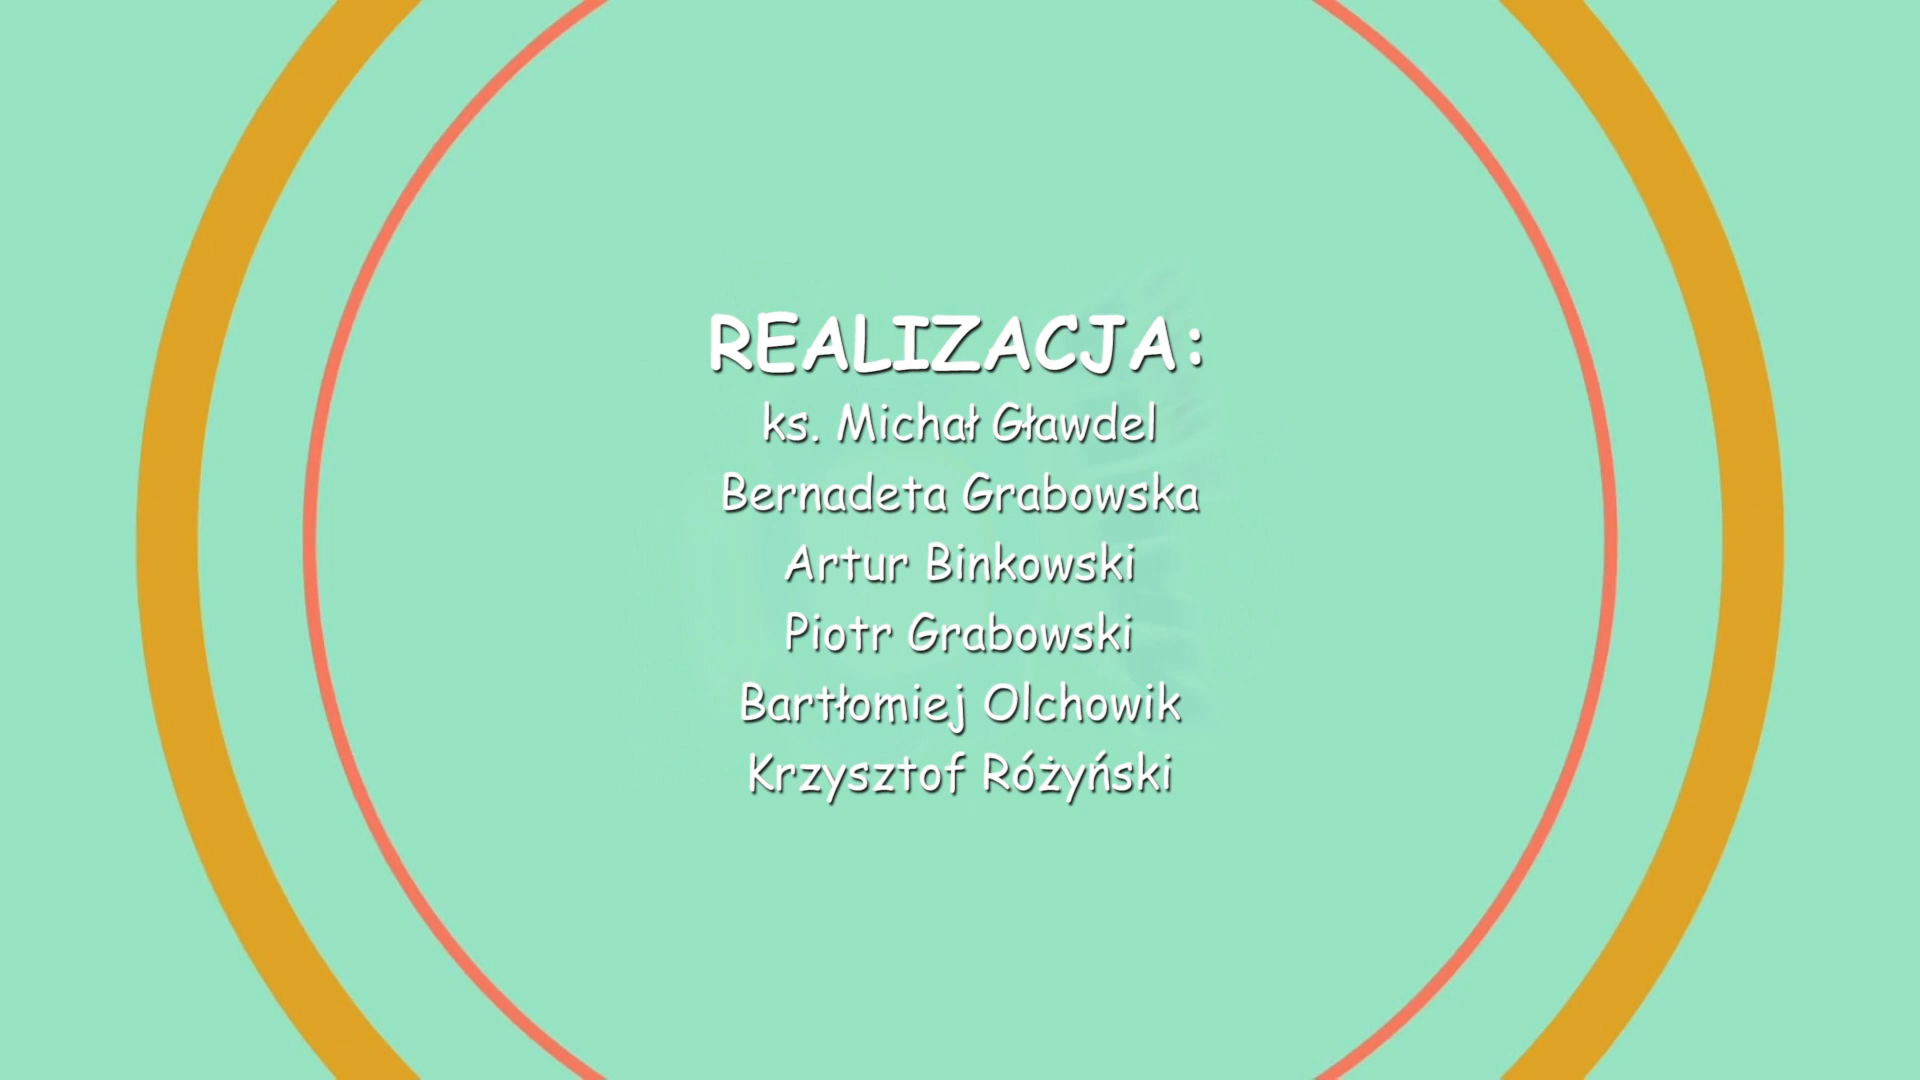 REALIZACJA:
ks. Michał Gławdel
Bernadeta Grabowska
Artur Binkowski
Piotr Grabowski
Bartłomiej Olchowik
Krzysztof Różyński